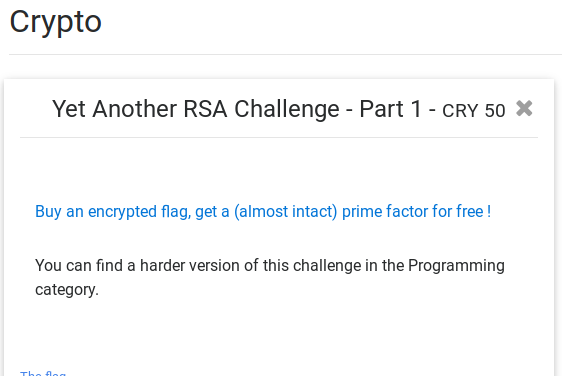 Crypto
Yet Another RSA Challenge - Part 1 - CRY 50 ✖
Buy an encrypted flag, get a (almost intact) prime factor for free !
You can find a harder version of this challenge in the Programming
category.
The flag